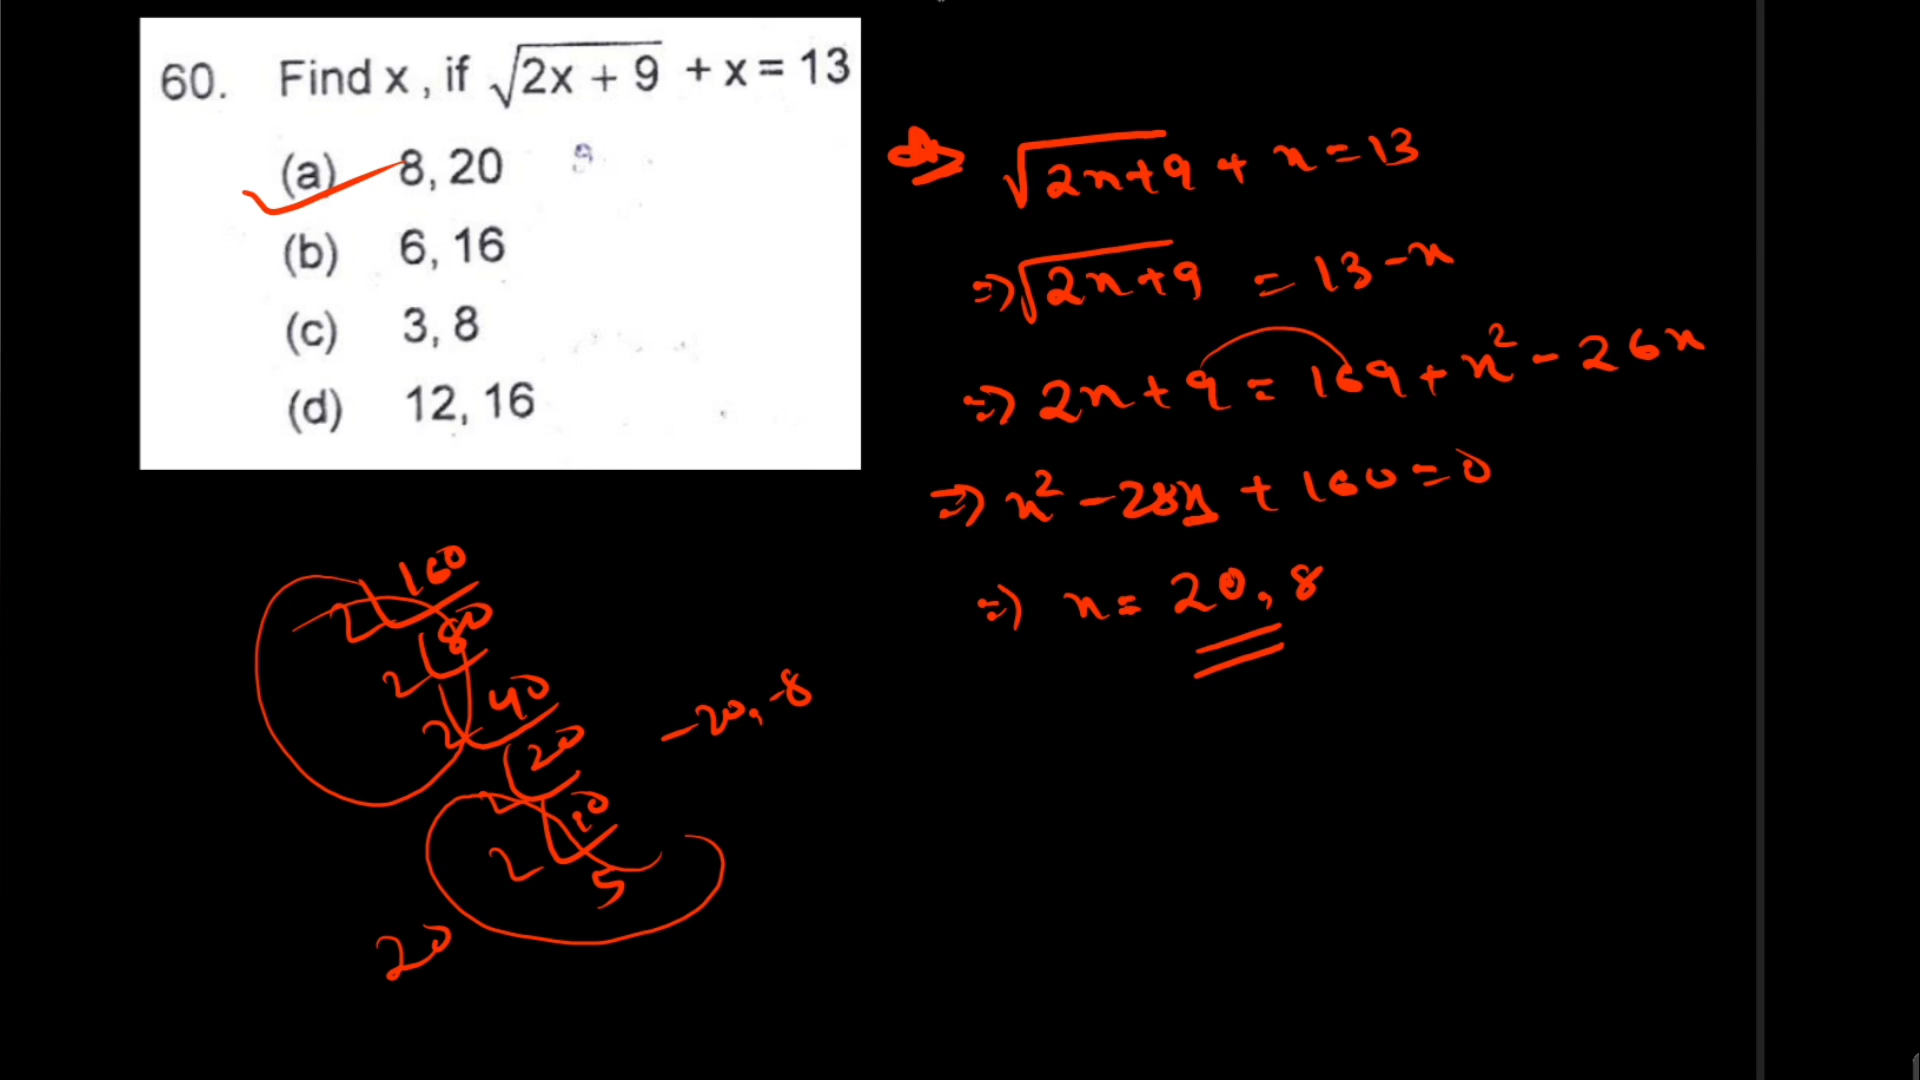 60. Find x , if √2x + 9 + x = 13
(a) 8, 20
(b) 6, 16
(c) 3, 8
(d) 12, 16
√2x+9 + x = 13
⇒ √2x+9 = 13-x
⇒ 2x+9 = 169+x²-26x
⇒ x²-28x+160=0
⇒ x = 20, 8
2 160
2 80
2 40
2 20
2 10
5
-20, -8
20